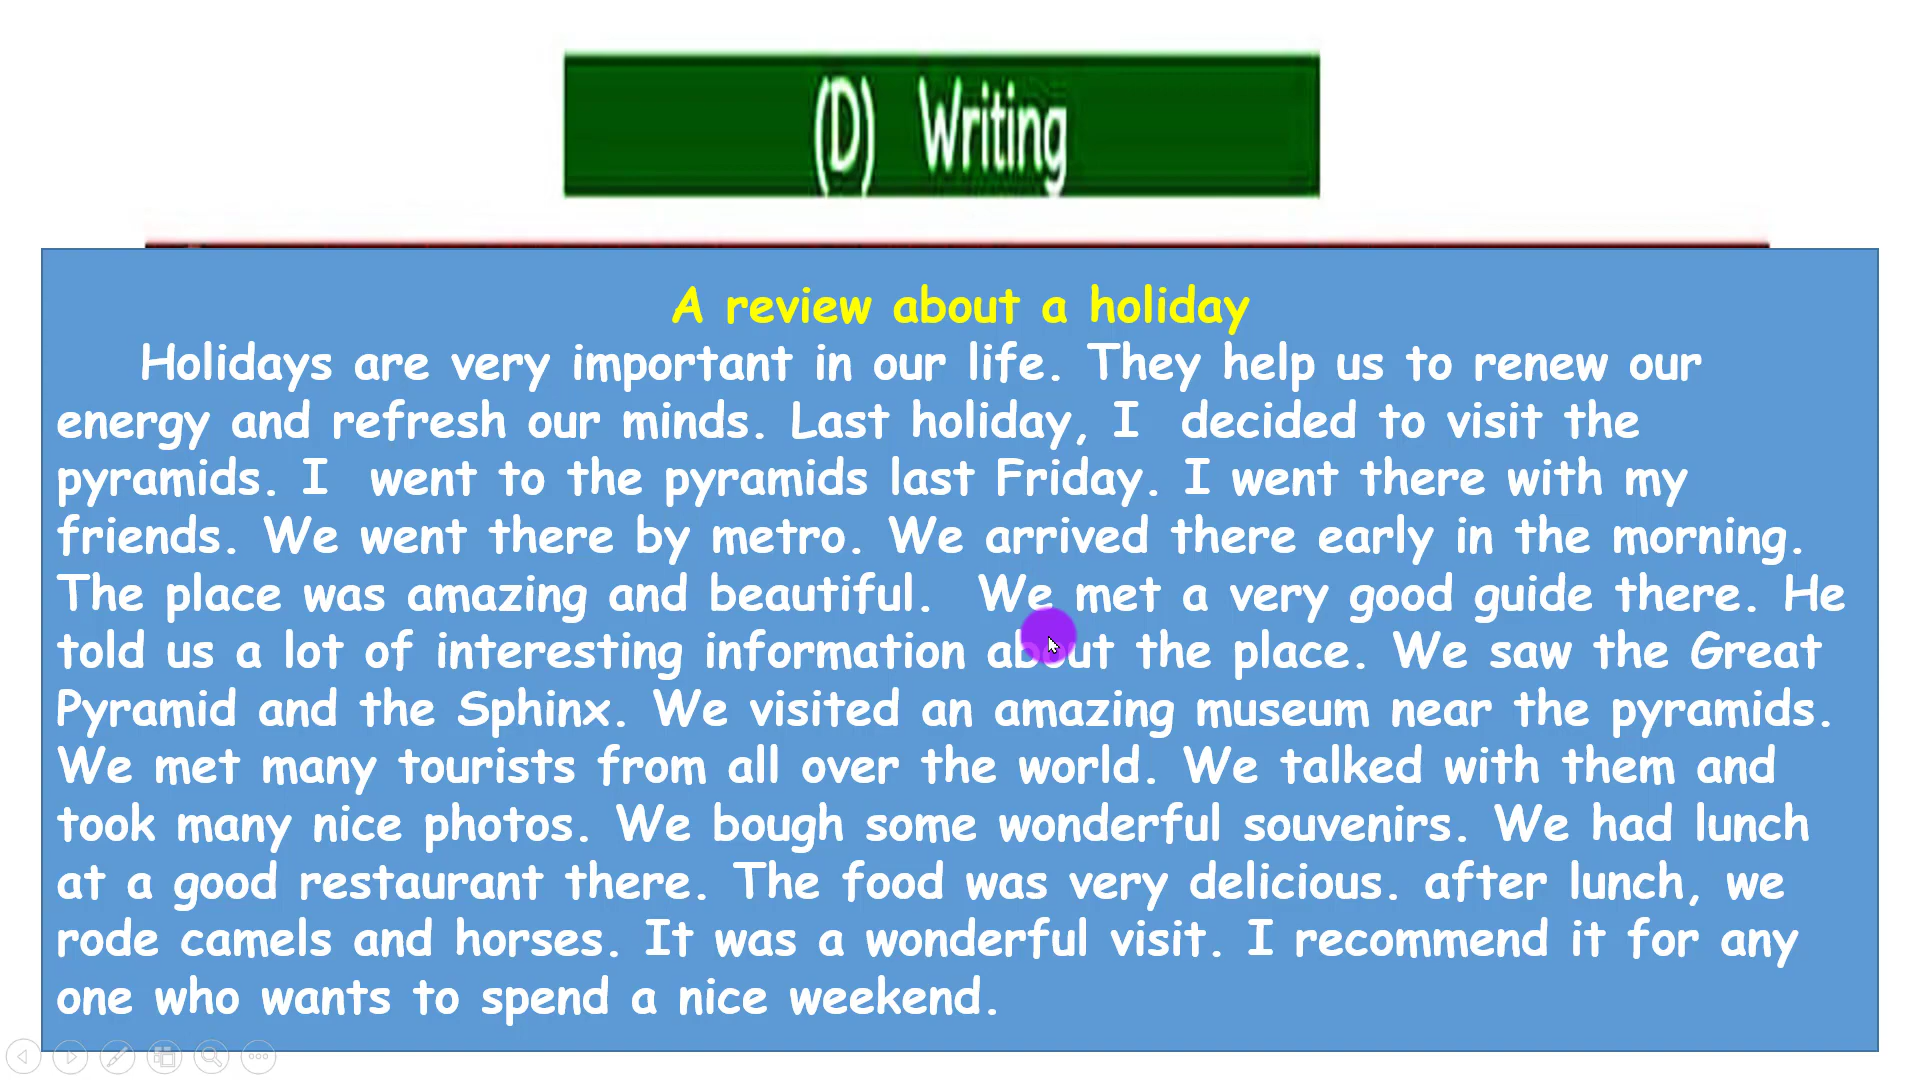 (D) Writing
A review about a holiday
Holidays are very important in our life. They help us to renew our
energy and refresh our minds. Last holiday, I decided to visit the
pyramids. I went to the pyramids last Friday. I went there with my
friends. We went there by metro. We arrived there early in the morning.
The place was amazing and beautiful. We met a very good guide there. He
told us a lot of interesting information about the place. We saw the Great
Pyramid and the Sphinx. We visited an amazing museum near the pyramids.
We met many tourists from all over the world. We talked with them and
took many nice photos. We bough some wonderful souvenirs. We had lunch
at a good restaurant there. The food was very delicious. after lunch, we
rode camels and horses. It was a wonderful visit. I recommend it for any
one who wants to spend a nice weekend.